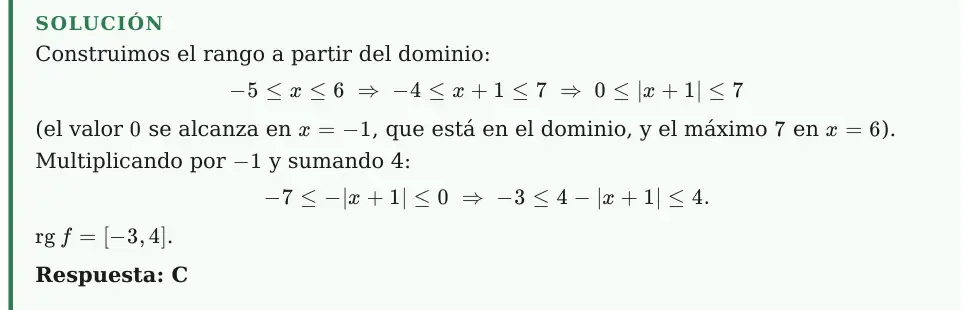 SOLUCIÓN
Construimos el rango a partir del dominio:
−5 ≤ x ≤ 6 ⇒ −4 ≤ x + 1 ≤ 7 ⇒ 0 ≤ |x + 1| ≤ 7
(el valor 0 se alcanza en x = −1, que está en el dominio, y el máximo 7 en x = 6).
Multiplicando por −1 y sumando 4:
−7 ≤ −|x + 1| ≤ 0 ⇒ −3 ≤ 4 − |x + 1| ≤ 4.
rg f = [−3, 4].
Respuesta: C